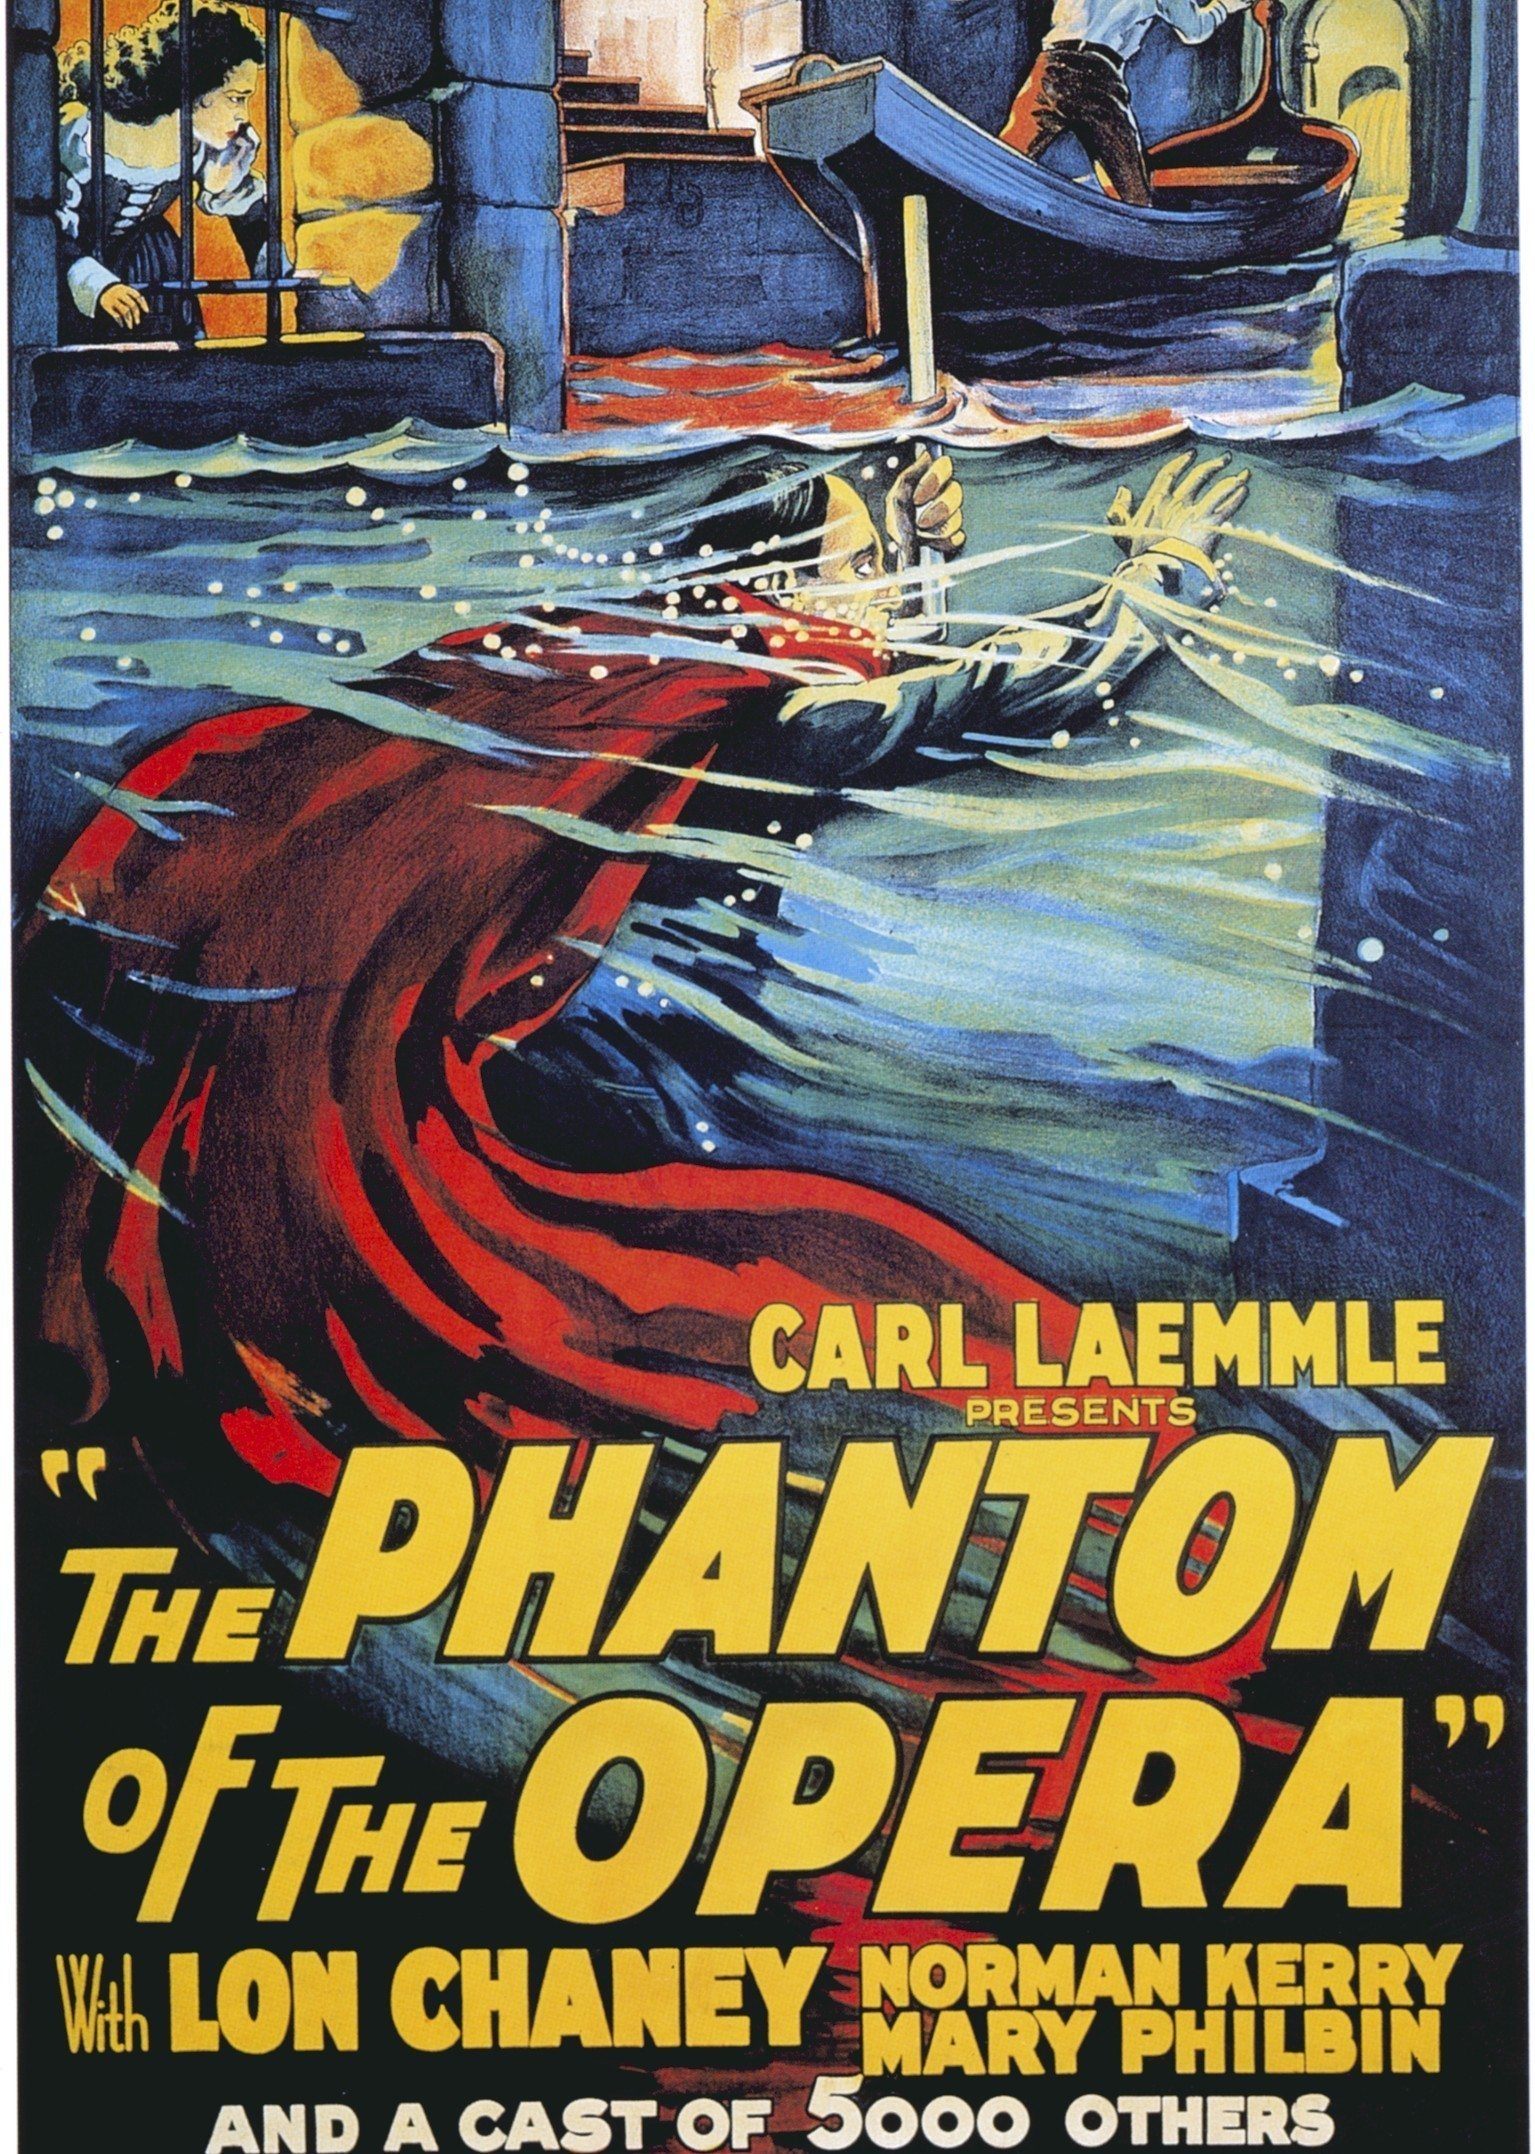 CARL LAEMMLE
PRESENTS
"THE PHANTOM
OF THE OPERA"
With LON CHANEY NORMAN KERRY
MARY PHILBIN
AND A CAST OF 5000 OTHERS